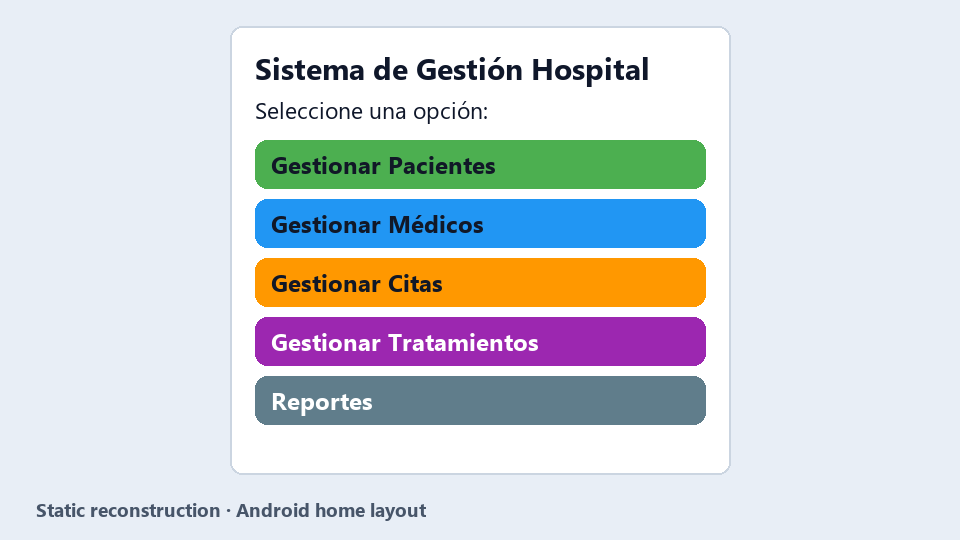 Sistema de Gestión Hospital
Seleccione una opción:
Gestionar Pacientes
Gestionar Médicos
Gestionar Citas
Gestionar Tratamientos
Reportes
Static reconstruction · Android home layout